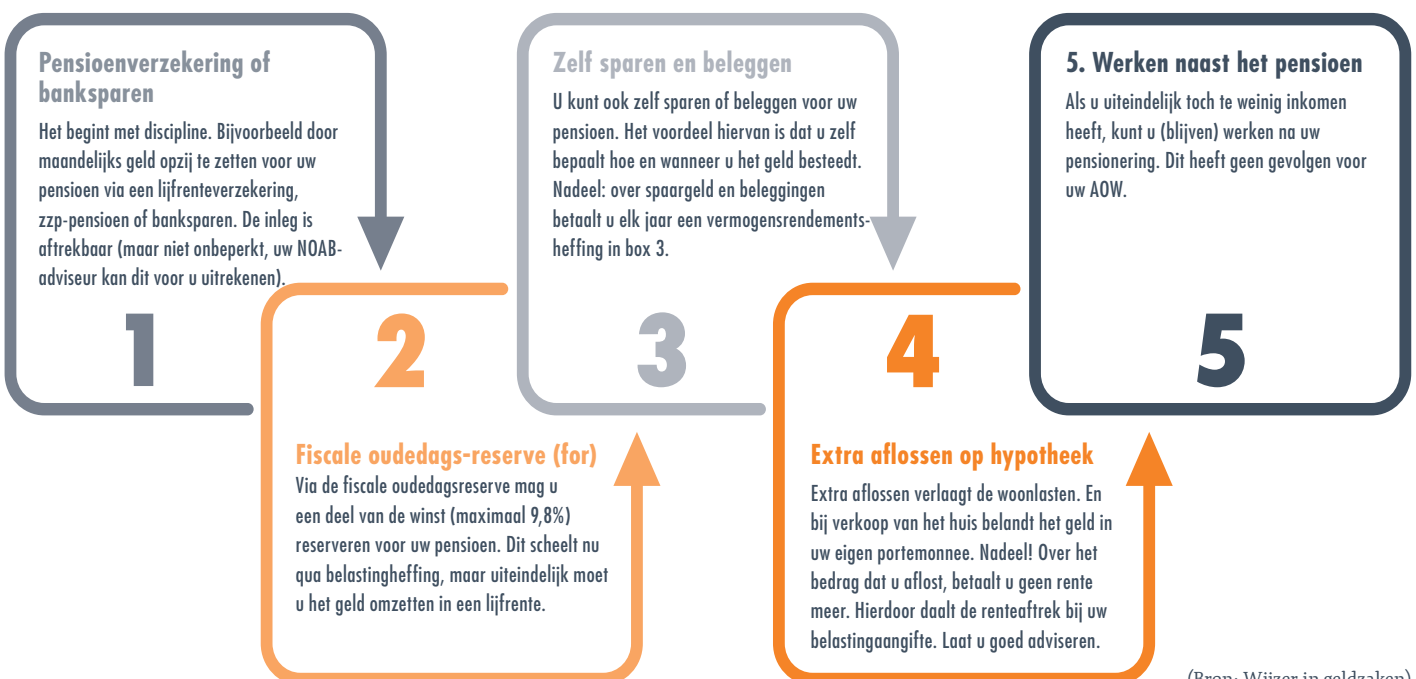 Pensioenverzekering of
banksparen
Het begint met discipline. Bijvoorbeeld door
maandelijks geld opzij te zetten voor uw
pensioen via een lijfrenteverzekering,
zzp-pensioen of banksparen. De inleg is
aftrekbaar (maar niet onbeperkt, uw NOAB-
adviseur kan dit voor u uitrekenen).
1
2
Fiscale oudedags-reserve (for)
Via de fiscale oudedagsreserve mag u
een deel van de winst (maximaal 9,8%)
reserveren voor uw pensioen. Dit scheelt nu
qua belastingheffing, maar uiteindelijk moet
u het geld omzetten in een lijfrente.
Zelf sparen en beleggen
U kunt ook zelf sparen of beleggen voor uw
pensioen. Het voordeel hiervan is dat u zelf
bepaalt hoe en wanneer u het geld besteedt.
Nadeel: over spaargeld en beleggingen
betaalt u elk jaar een vermogensrendements-
heffing in box 3.
3
4
Extra aflossen op hypotheek
Extra aflossen verlaagt de woonlasten. En
bij verkoop van het huis belandt het geld in
uw eigen portemonnee. Nadeel! Over het
bedrag dat u aflost, betaalt u geen rente
meer. Hierdoor daalt de renteaftrek bij uw
belastingaangifte. Laat u goed adviseren.
5. Werken naast het pensioen
Als u uiteindelijk toch te weinig inkomen
heeft, kunt u (blijven) werken na uw
pensionering. Dit heeft geen gevolgen voor
uw AOW.
5
(Bron: Wijzer in geldzaken)